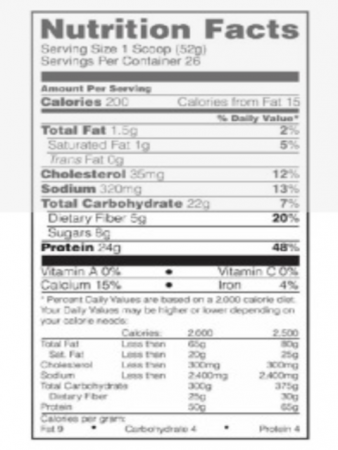 Nutrition Facts
Serving Size 1 Scoop (52g)
Servings Per Container 26
Amount Per Serving
Calories 200 Calories from Fat 15
% Daily Value*
Total Fat 1.5g 2%
Saturated Fat 1g 5%
Trans Fat 0g
Cholesterol 35mg 12%
Sodium 320mg 13%
Total Carbohydrate 22g 7%
Dietary Fiber 5g 20%
Sugars 8g
Protein 24g 48%
Vitamin A 0% • Vitamin C 0%
Calcium 15% • Iron 4%
* Percent Daily Values are based on a 2,000 calorie diet.
Your Daily Values may be higher or lower depending on
your calorie needs:
Calories: 2,000 2,500
Total Fat Less then 65g 80g
Sat. Fat Less then 20g 25g
Cholesterol Less then 300mg 300mg
Sodium Less then 2,400mg 2,400mg
Total Carbohydrate 300g 375g
Dietary Fiber 25g 30g
Protein 50g 65g
Calories per gram:
Fat 9 • Carbohydrate 4 • Protein 4